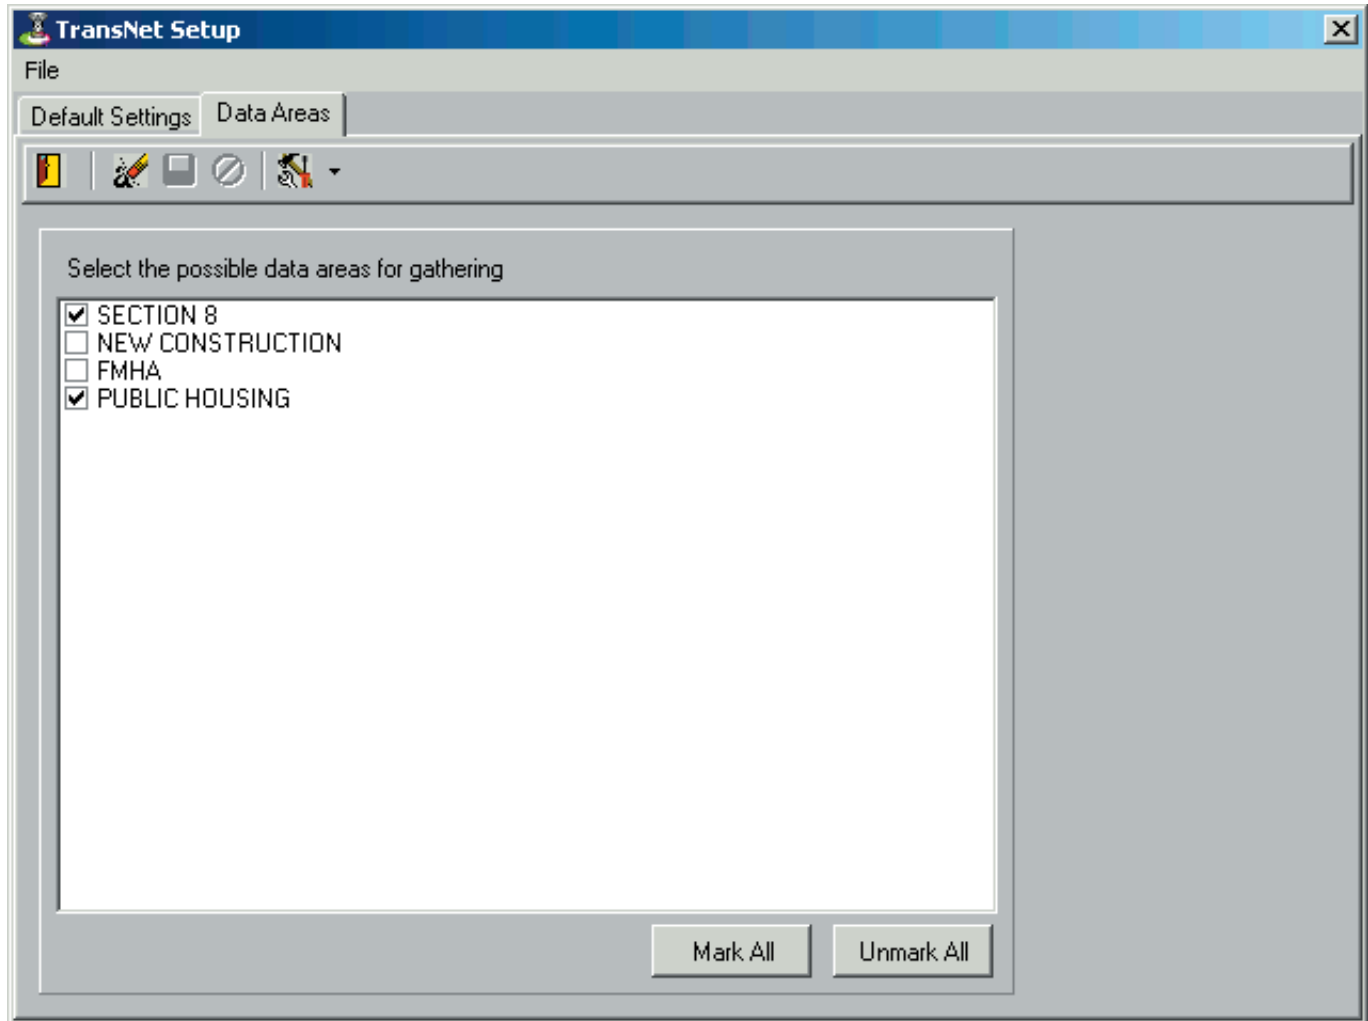 TransNet Setup
File
Default Settings Data Areas
Select the possible data areas for gathering
SECTION 8
NEW CONSTRUCTION
FMHA
PUBLIC HOUSING
Mark All Unmark All